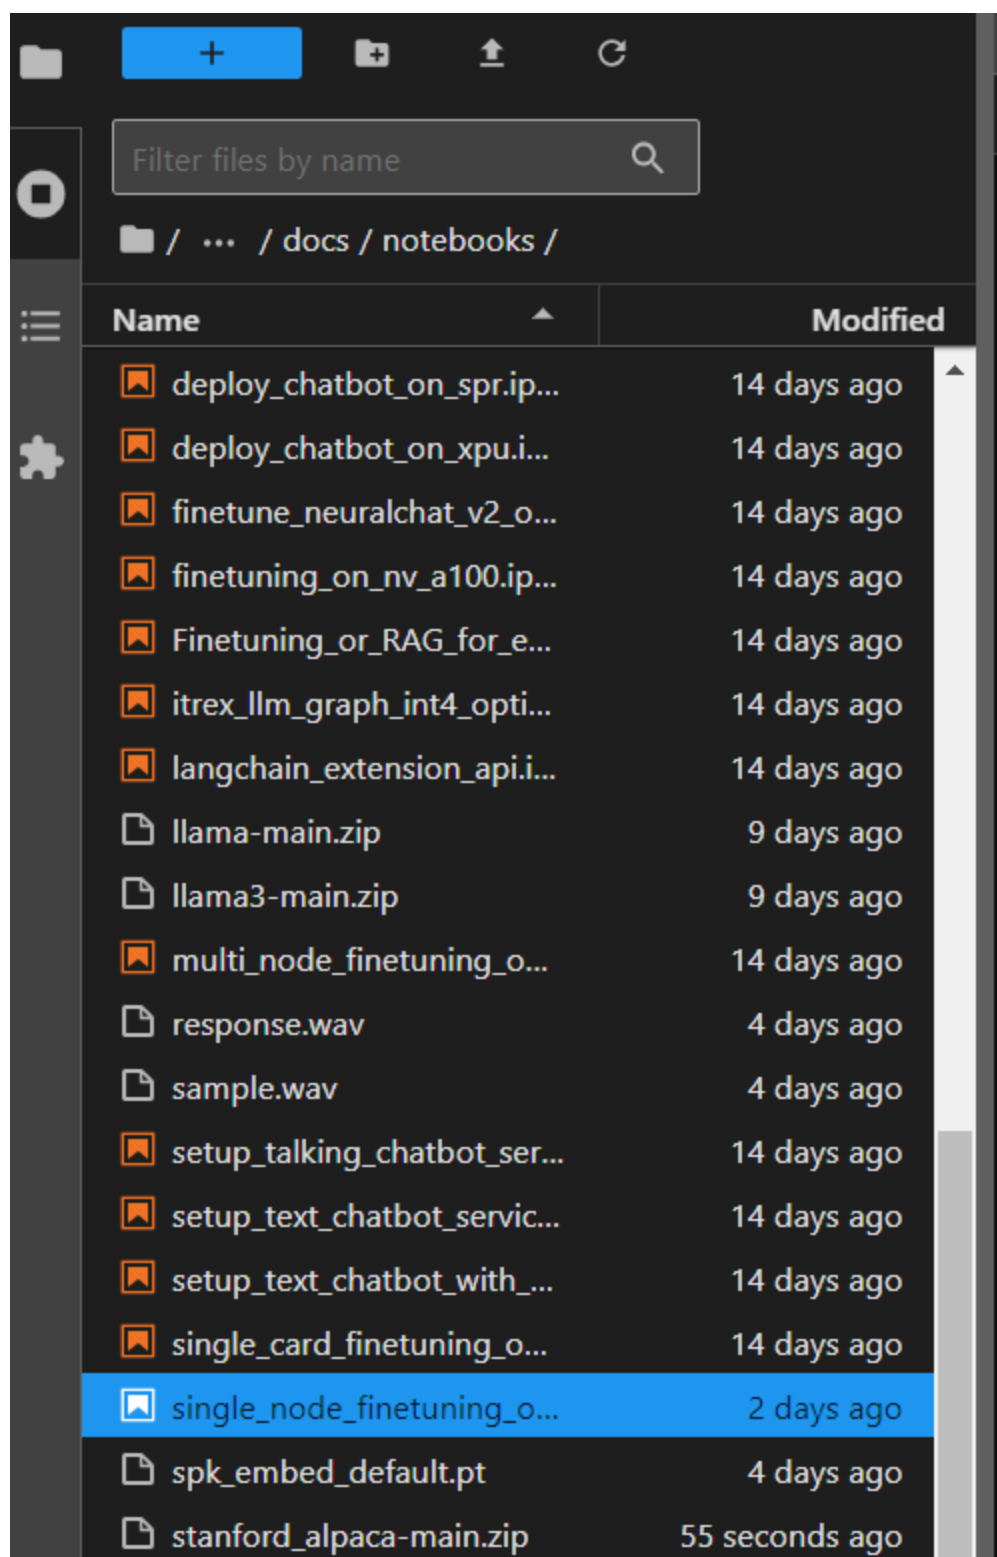 Filter files by name
/ ... / docs / notebooks /
Name Modified
deploy_chatbot_on_spr.ip... 14 days ago
deploy_chatbot_on_xpu.i... 14 days ago
finetune_neuralchat_v2_o... 14 days ago
finetuning_on_nv_a100.ip... 14 days ago
Finetuning_or_RAG_for_e... 14 days ago
itrex_llm_graph_int4_opti... 14 days ago
langchain_extension_api.i... 14 days ago
llama-main.zip 9 days ago
llama3-main.zip 9 days ago
multi_node_finetuning_o... 14 days ago
response.wav 4 days ago
sample.wav 4 days ago
setup_talking_chatbot_ser... 14 days ago
setup_text_chatbot_servic... 14 days ago
setup_text_chatbot_with_... 14 days ago
single_card_finetuning_o... 14 days ago
single_node_finetuning_o... 2 days ago
spk_embed_default.pt 4 days ago
stanford_alpaca-main.zip 55 seconds ago